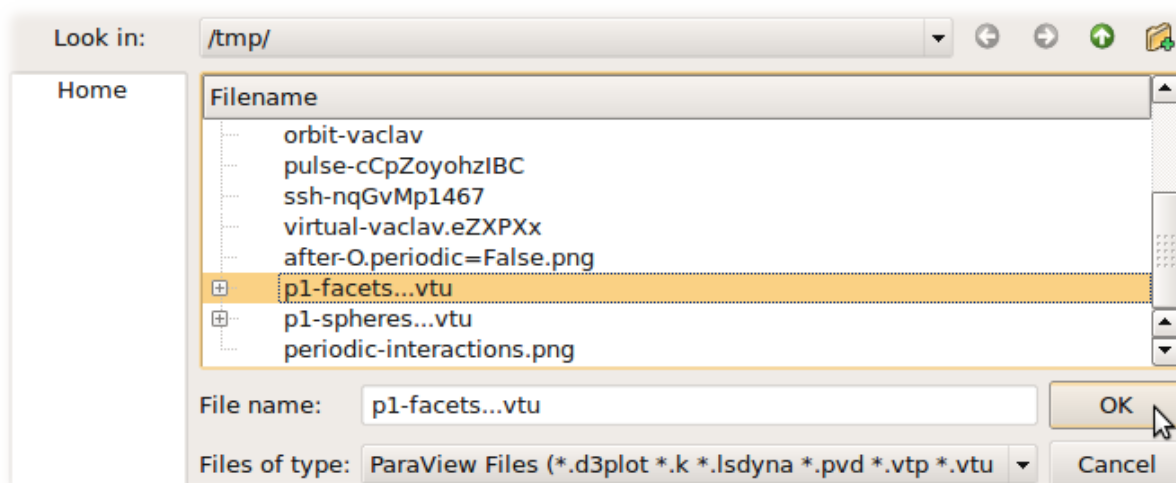 Look in: /tmp/
Home
Filename
orbit-vaclav
pulse-cCpZoyohzIBC
ssh-nqGvMp1467
virtual-vaclav.eZXPXx
after-O.periodic=False.png
p1-facets...vtu
p1-spheres...vtu
periodic-interactions.png
File name: p1-facets...vtu OK
Files of type: ParaView Files (*.d3plot *.k *.lsdyna *.pvd *.vtp *.vtu Cancel